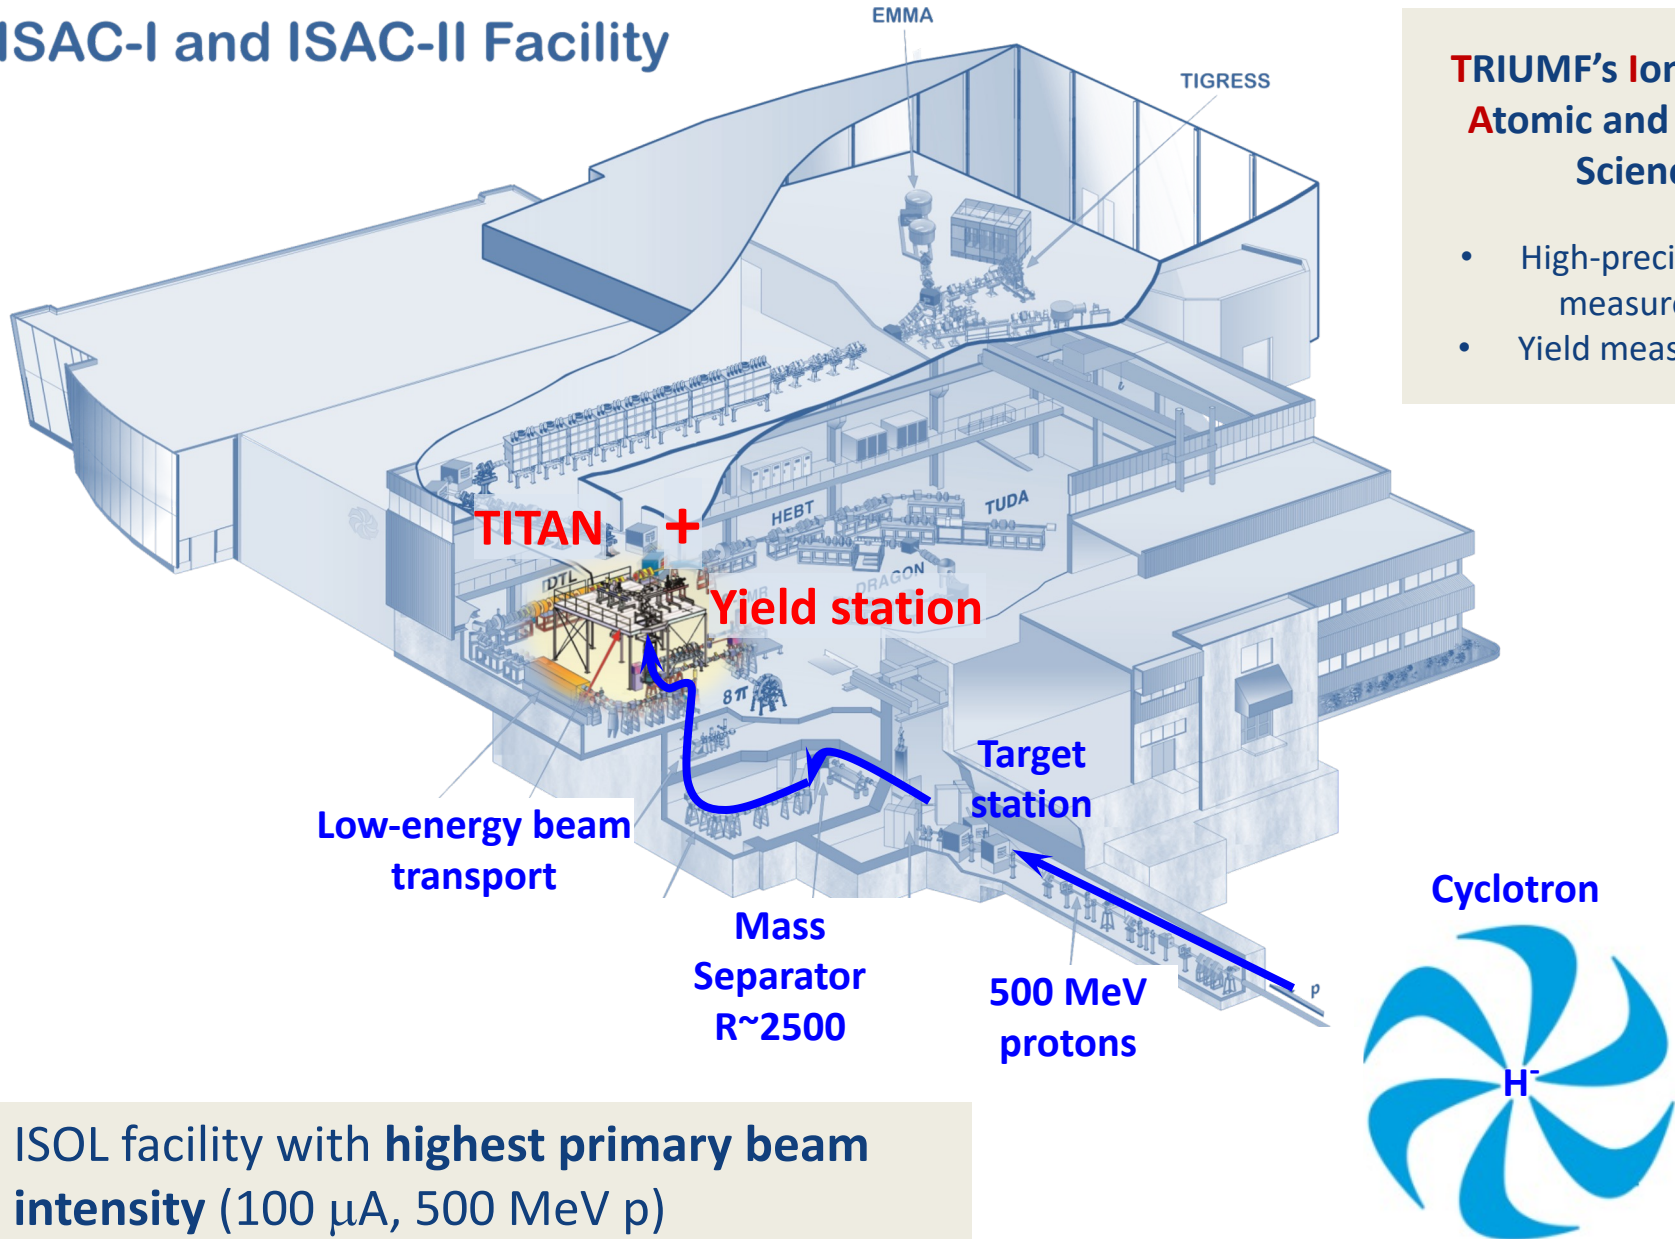 ISAC-I and ISAC-II Facility
EMMA
TIGRESS
TRIUMF's Ion
Atomic and
Scienc
• High-preci
measure
• Yield meas
TITAN +
Yield station
HEBT
TUDA
DTL
DRAGON
8π
Target
station
Low-energy beam
transport
Mass
Separator
R~2500
500 MeV
protons
p
Cyclotron
H-
ISOL facility with highest primary beam
intensity (100 μA, 500 MeV p)